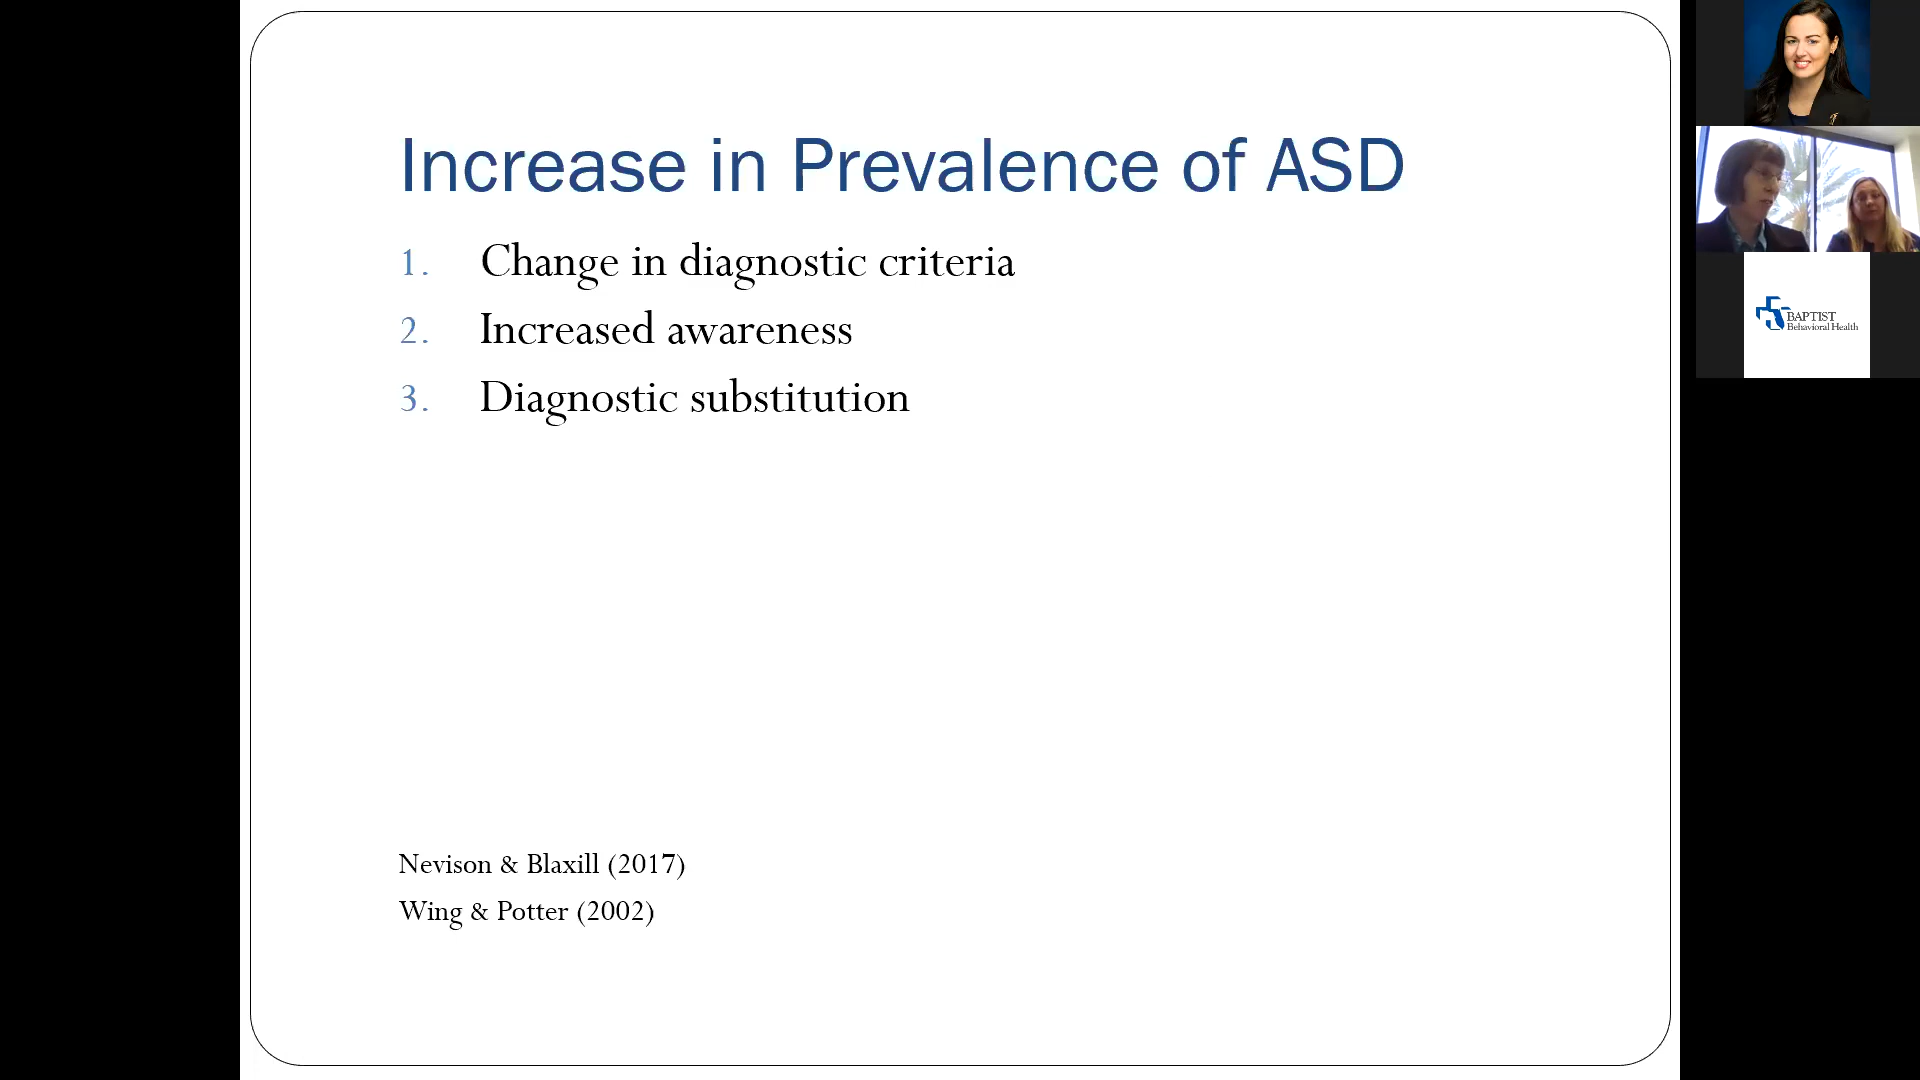 Increase in Prevalence of ASD
1. Change in diagnostic criteria
2. Increased awareness
3. Diagnostic substitution
Nevison & Blaxill (2017)
Wing & Potter (2002)
BAPTIST
Behavioral Health